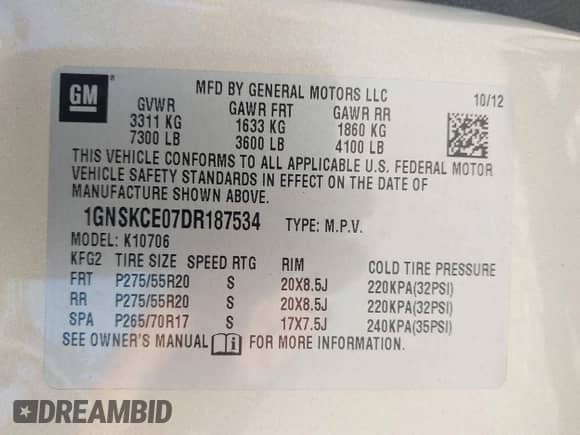 GM
®
MFD BY GENERAL MOTORS LLC
10/12
GVWR GAWR FRT GAWR RR
3311 KG 1633 KG 1860 KG
7300 LB 3600 LB 4100 LB
THIS VEHICLE CONFORMS TO ALL APPLICABLE U.S. FEDERAL MOTOR
VEHICLE SAFETY STANDARDS IN EFFECT ON THE DATE OF
MANUFACTURE SHOWN ABOVE.
1GNSKCE07DR187534 TYPE: M.P.V.
MODEL: K10706
KFG2 TIRE SIZE SPEED RTG RIM COLD TIRE PRESSURE
FRT P275/55R20 S 20X8.5J 220KPA(32PSI)
RR P275/55R20 S 20X8.5J 220KPA(32PSI)
SPA P265/70R17 S 17X7.5J 240KPA(35PSI)
SEE OWNER'S MANUAL i FOR MORE INFORMATION.
DREAMBID